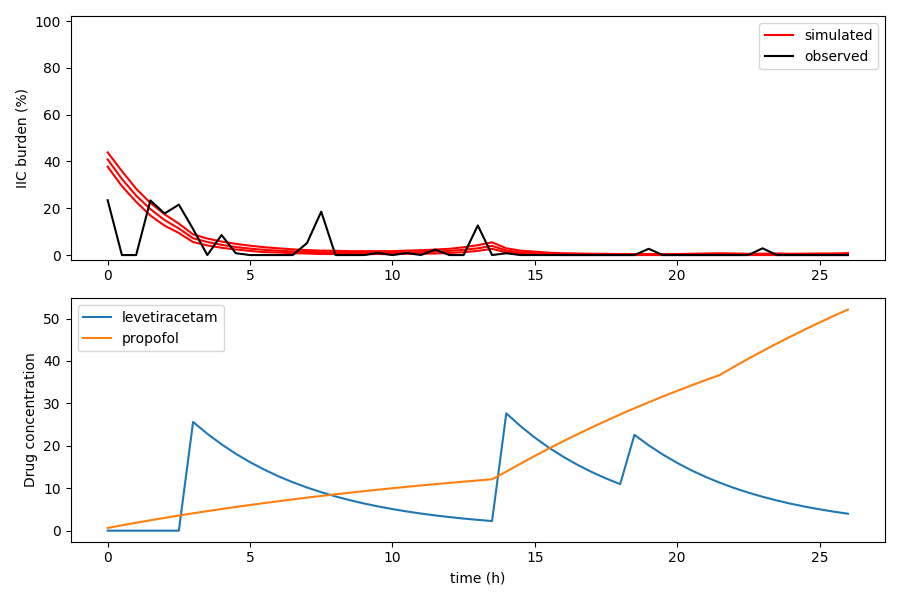 100
80
60
40
20
0
IIC burden (%)
simulated
observed
0 5 10 15 20 25
50
40
30
20
10
0
Drug concentration
levetiracetam
propofol
0 5 10 15 20 25
time (h)